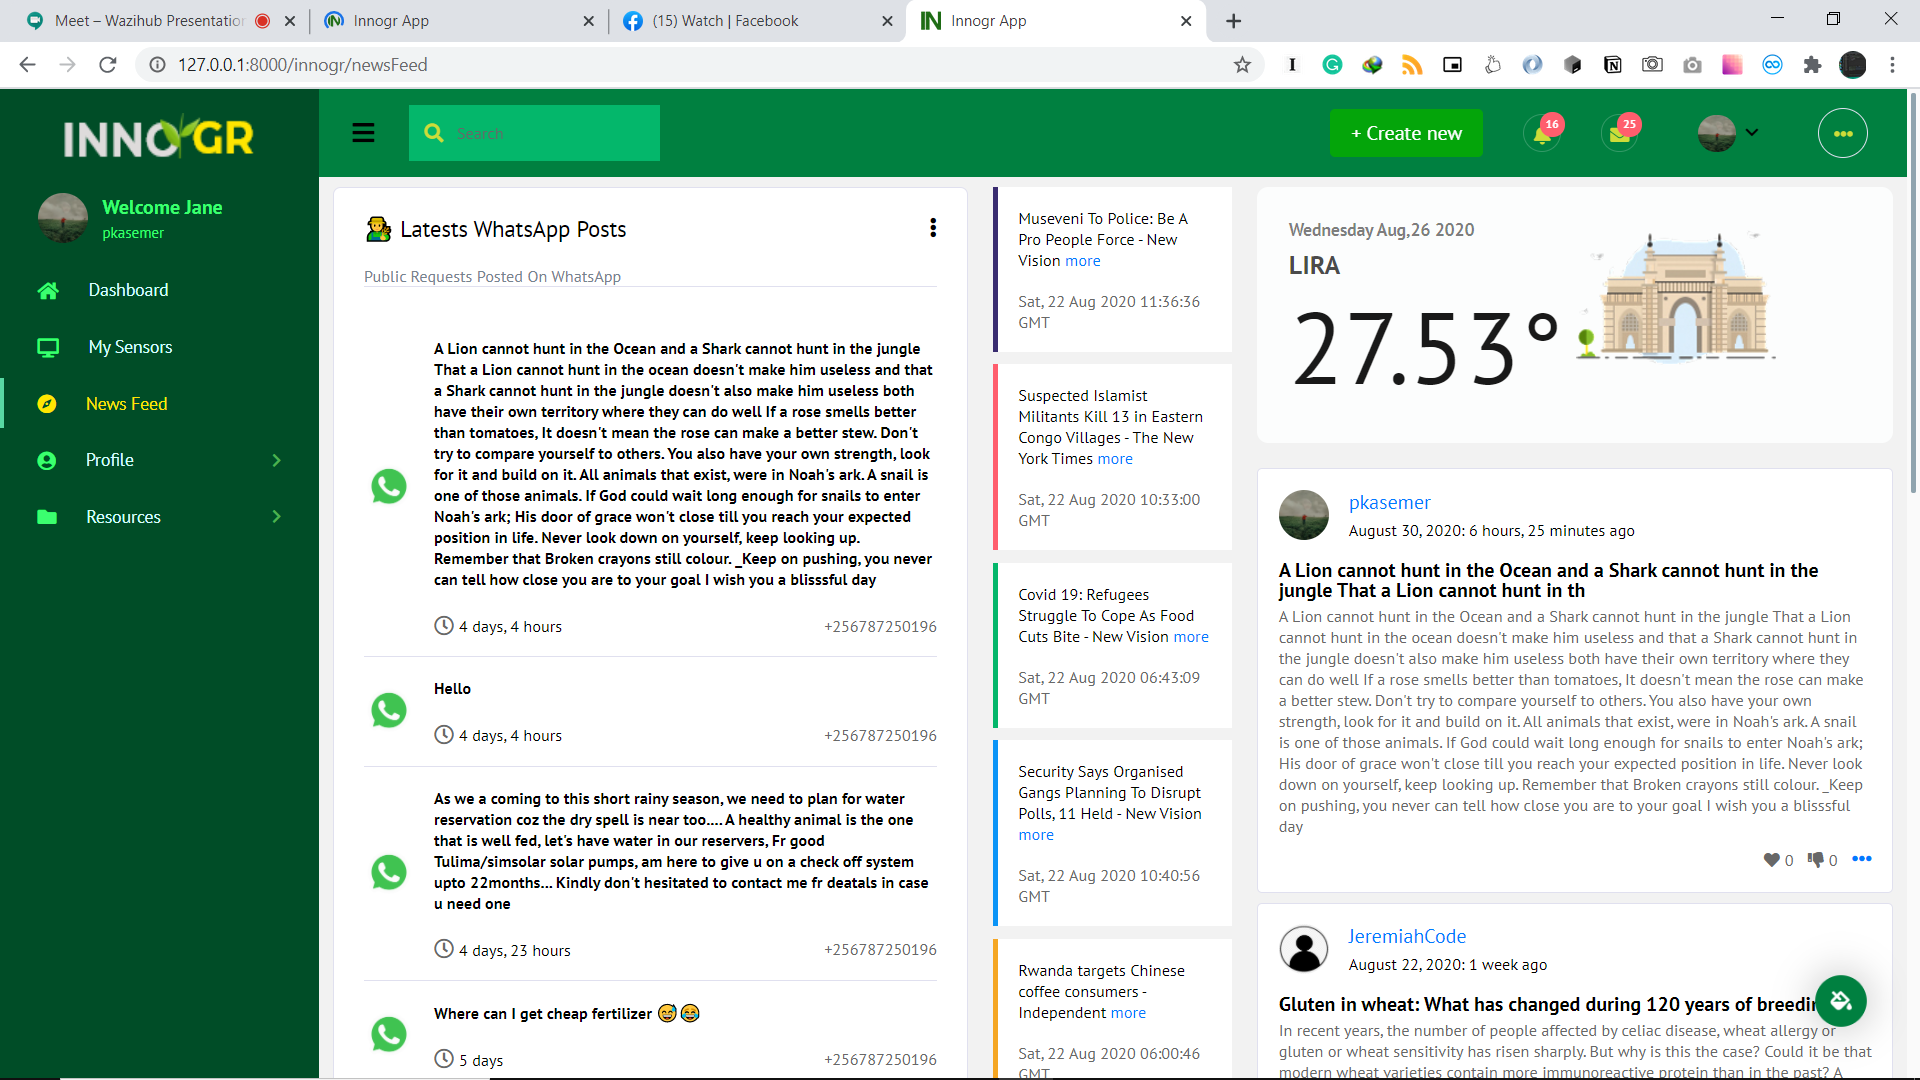 Meet – Wazihub Presentation
Innogr App
(15) Watch | Facebook
Innogr App
127.0.0.1:8000/innogr/newsFeed
INNOGR
Search
+ Create new
16
25
Welcome Jane
pkasemer
Dashboard
My Sensors
News Feed
Profile
Resources
Latests WhatsApp Posts
Public Requests Posted On WhatsApp
A Lion cannot hunt in the Ocean and a Shark cannot hunt in the jungle
That a Lion cannot hunt in the ocean doesn't make him useless and that
a Shark cannot hunt in the jungle doesn't also make him useless both
have their own territory where they can do well If a rose smells better
than tomatoes, It doesn't mean the rose can make a better stew. Don't
try to compare yourself to others. You also have your own strength, look
for it and build on it. All animals that exist, were in Noah's ark. A snail is
one of those animals. If God could wait long enough for snails to enter
Noah's ark; His door of grace won't close till you reach your expected
position in life. Never look down on yourself, keep looking up.
Remember that Broken crayons still colour. _Keep on pushing, you never
can tell how close you are to your goal I wish you a blisssful day
4 days, 4 hours
+256787250196
Hello
4 days, 4 hours
+256787250196
As we a coming to this short rainy season, we need to plan for water
reservation coz the dry spell is near too.... A healthy animal is the one
that is well fed, let's have water in our reservers, Fr good
Tulima/simsolar solar pumps, am here to give u on a check off system
upto 22months... Kindly don't hesitated to contact me fr deatals in case
u need one
4 days, 23 hours
+256787250196
Where can I get cheap fertilizer 😅😂
5 days
+256787250196
Museveni To Police: Be A
Pro People Force - New
Vision more
Sat, 22 Aug 2020 11:36:36
GMT
Suspected Islamist
Militants Kill 13 in Eastern
Congo Villages - The New
York Times more
Sat, 22 Aug 2020 10:33:00
GMT
Covid 19: Refugees
Struggle To Cope As Food
Cuts Bite - New Vision more
Sat, 22 Aug 2020 06:43:09
GMT
Security Says Organised
Gangs Planning To Disrupt
Polls, 11 Held - New Vision
more
Sat, 22 Aug 2020 10:40:56
GMT
Rwanda targets Chinese
coffee consumers -
Independent more
Sat, 22 Aug 2020 06:00:46
GMT
Wednesday Aug,26 2020
LIRA
27.53°
pkasemer
August 30, 2020: 6 hours, 25 minutes ago
A Lion cannot hunt in the Ocean and a Shark cannot hunt in the
jungle That a Lion cannot hunt in th
A Lion cannot hunt in the Ocean and a Shark cannot hunt in the jungle That a Lion
cannot hunt in the ocean doesn't make him useless and that a Shark cannot hunt in
the jungle doesn't also make him useless both have their own territory where they
can do well If a rose smells better than tomatoes, It doesn't mean the rose can make
a better stew. Don't try to compare yourself to others. You also have your own
strength, look for it and build on it. All animals that exist, were in Noah's ark. A snail
is one of those animals. If God could wait long enough for snails to enter Noah's ark;
His door of grace won't close till you reach your expected position in life. Never look
down on yourself, keep looking up. Remember that Broken crayons still colour. _Keep
on pushing, you never can tell how close you are to your goal I wish you a blisssful
day
0
0
JeremiahCode
August 22, 2020: 1 week ago
Gluten in wheat: What has changed during 120 years of breedin
In recent years, the number of people affected by celiac disease, wheat allergy or
gluten or wheat sensitivity has risen sharply. But why is this the case? Could it be that
modern wheat varieties contain more immunoreactive protein than in the past? A